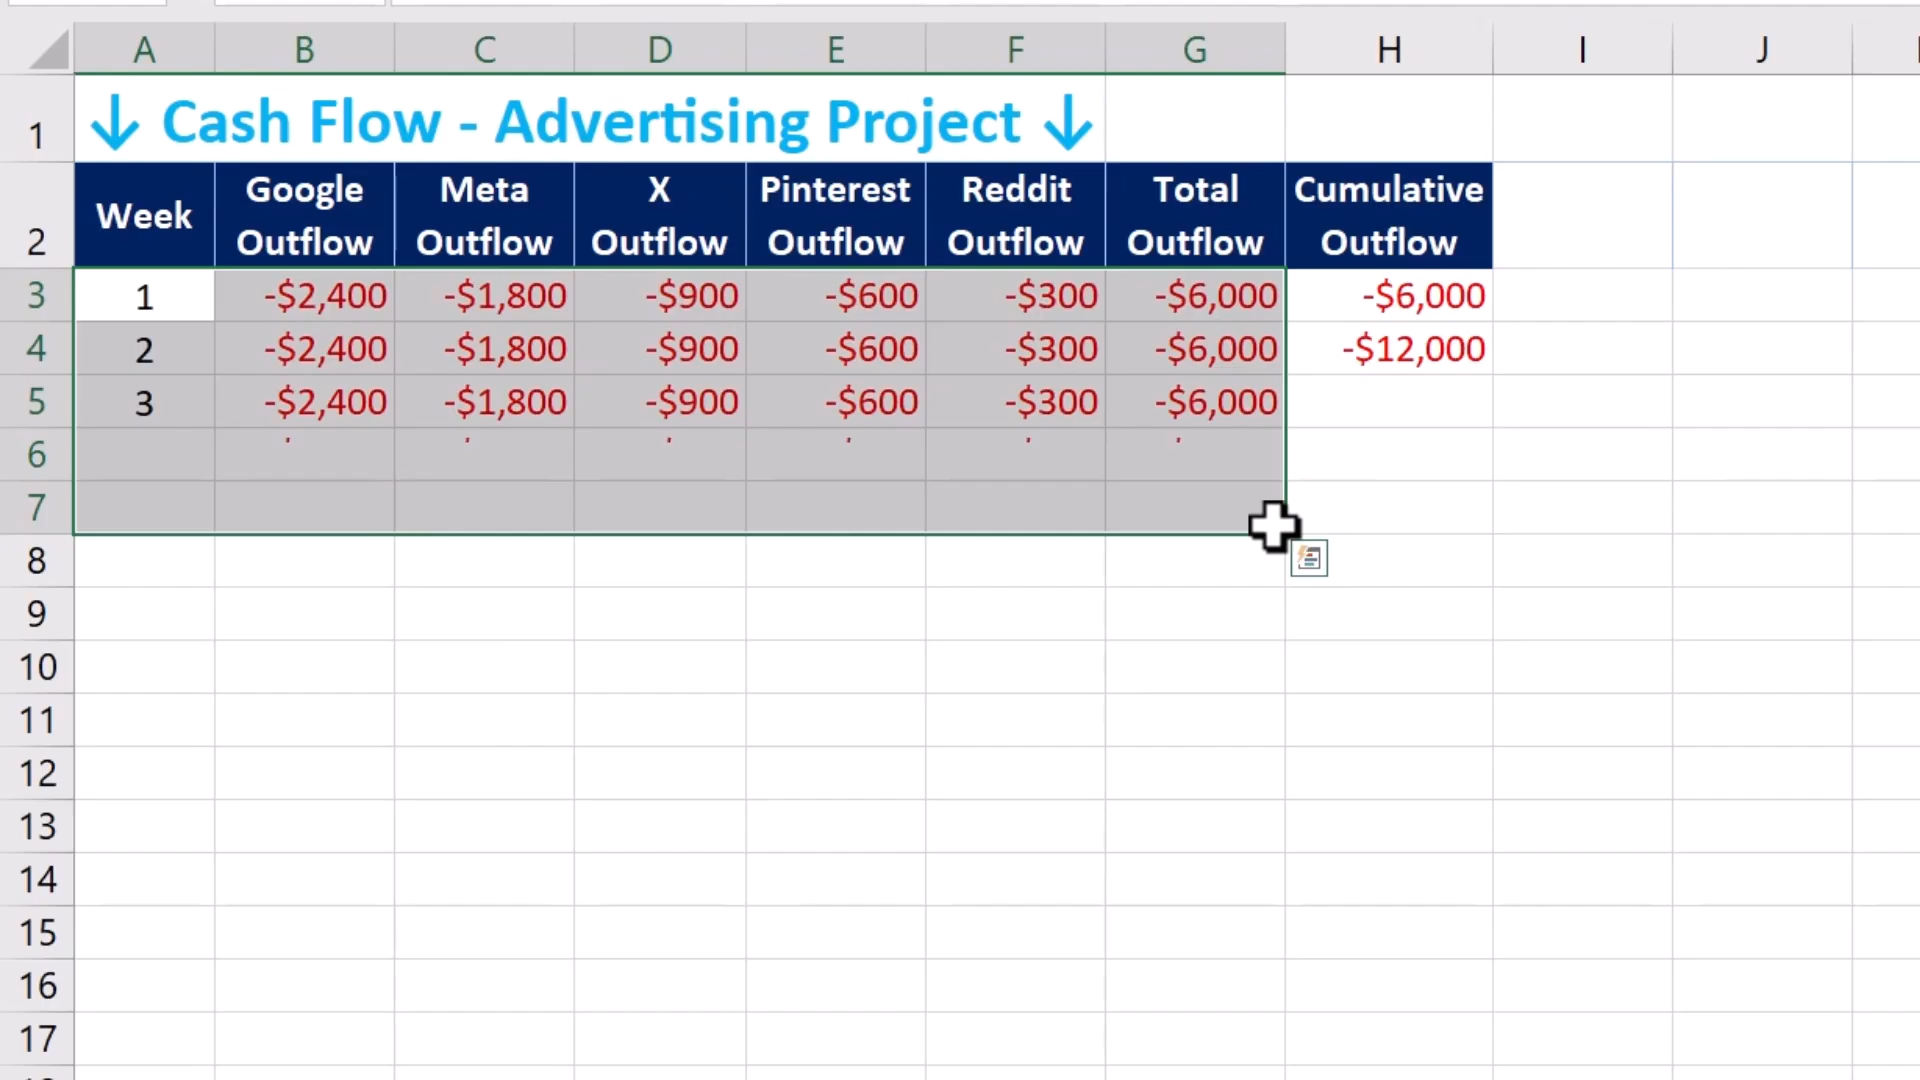 A B C D E F G H I J
1 ↓ Cash Flow - Advertising Project ↓
2 Week Google Outflow Meta Outflow X Outflow Pinterest Outflow Reddit Outflow Total Outflow Cumulative Outflow
3 1 -$2,400 -$1,800 -$900 -$600 -$300 -$6,000 -$6,000
4 2 -$2,400 -$1,800 -$900 -$600 -$300 -$6,000 -$12,000
5 3 -$2,400 -$1,800 -$900 -$600 -$300 -$6,000
6
7
8
9
10
11
12
13
14
15
16
17